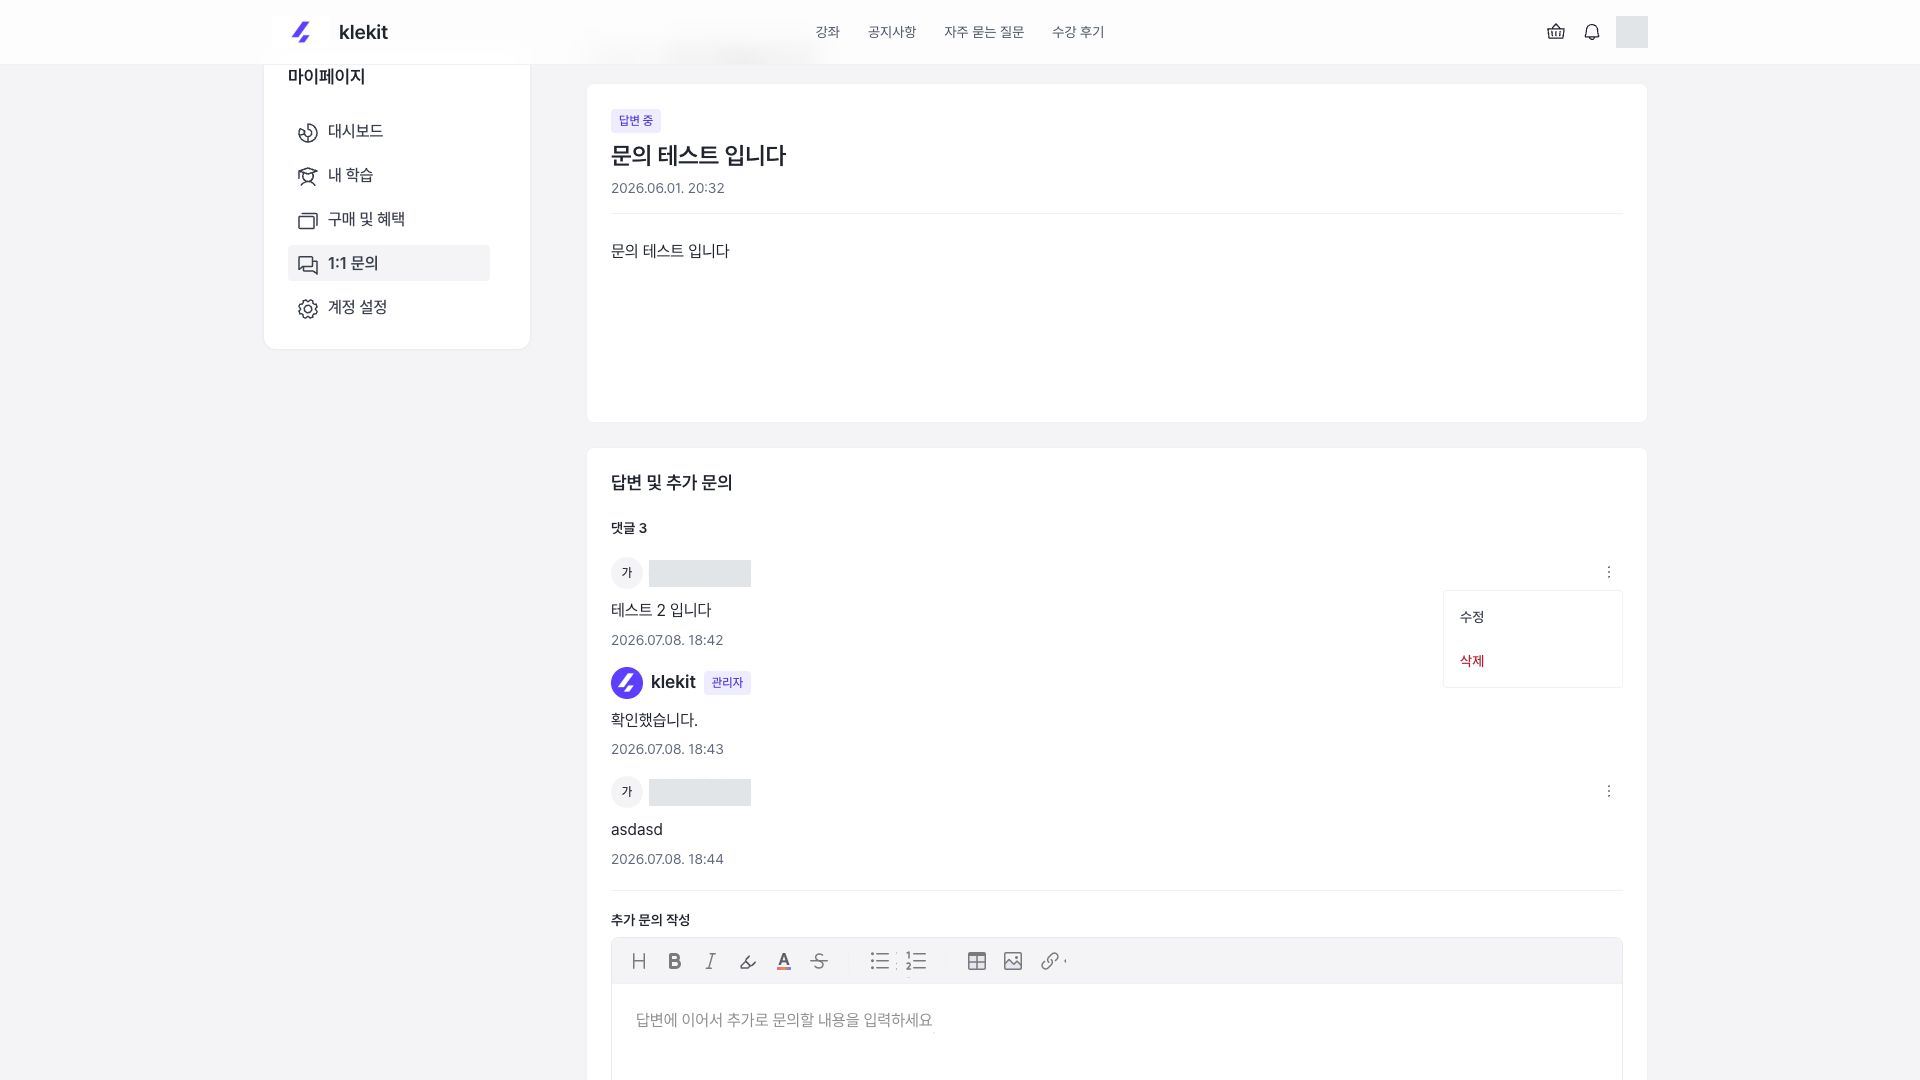 klekit
강좌
공지사항
자주 묻는 질문
수강 후기
마이페이지
대시보드
내 학습
구매 및 혜택
1:1 문의
계정 설정
답변 중
문의 테스트 입니다
2026.06.01. 20:32
문의 테스트 입니다
답변 및 추가 문의
댓글 3
가
테스트 2 입니다
2026.07.08. 18:42
수정
삭제
klekit 관리자
확인했습니다.
2026.07.08. 18:43
가
asdasd
2026.07.08. 18:44
추가 문의 작성
답변에 이어서 추가로 문의할 내용을 입력하세요